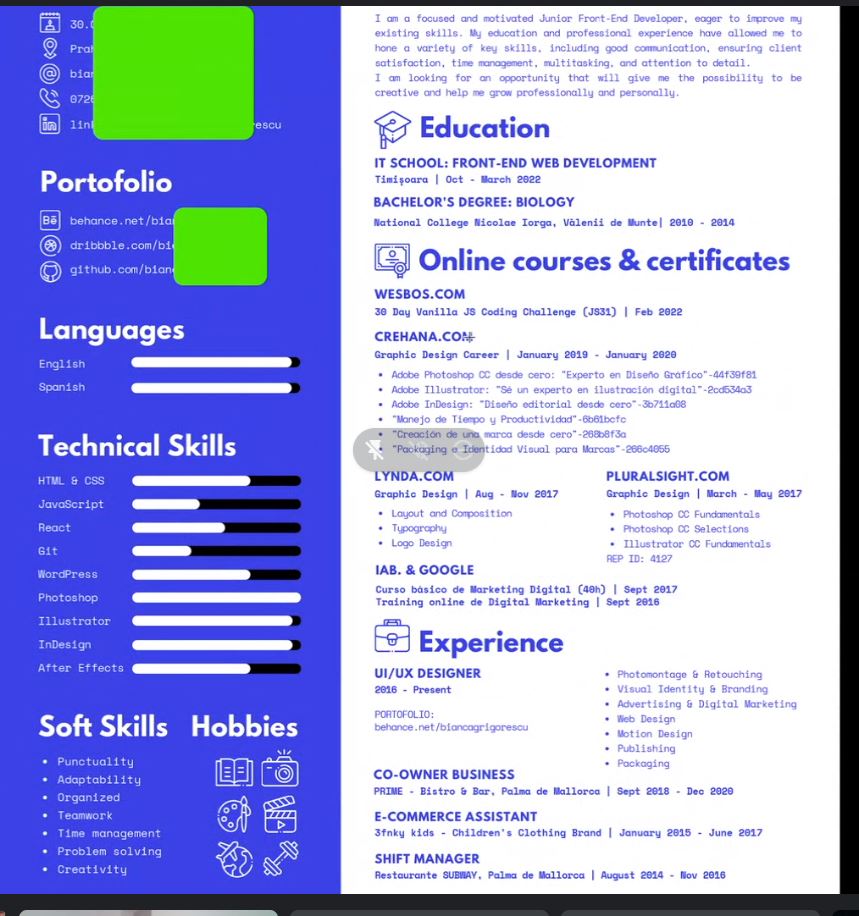 30.0
Prah
bian
0726
link
escu
Portofolio
behance.net/bian
dribbble.com/bi
github.com/bian
Languages
English
Spanish
Technical Skills
HTML & CSS
JavaScript
React
Git
WordPress
Photoshop
Illustrator
InDesign
After Effects
Soft Skills
• Punctuality
• Adaptability
• Organized
• Teamwork
• Time management
• Problem solving
• Creativity
Hobbies
I am a focused and motivated Junior Front-End Developer, eager to improve my
existing skills. My education and professional experience have allowed me to
hone a variety of key skills, including good communication, ensuring client
satisfaction, time management, multitasking, and attention to detail.
I am looking for an opportunity that will give me the possibility to be
creative and help me grow professionally and personally.
Education
IT SCHOOL: FRONT-END WEB DEVELOPMENT
Timișoara | Oct - March 2022
BACHELOR'S DEGREE: BIOLOGY
National College Nicolae Iorga, Vălenii de Munte| 2010 - 2014
Online courses & certificates
WESBOS.COM
30 Day Vanilla JS Coding Challenge (JS31) | Feb 2022
CREHANA.COM
Graphic Design Career | January 2019 - January 2020
• Adobe Photoshop CC desde cero: "Experto en Diseño Gráfico"-44f39f81
• Adobe Illustrator: "Sé un experto en ilustración digital"-2cd534a3
• Adobe InDesign: "Diseño editorial desde cero"-3b711a08
• "Manejo de Tiempo y Productividad"-6b61bcfc
• "Creación de una marca desde cero"-268b8f3a
• "Packaging e Identidad Visual para Marcas"-266c4055
LYNDA.COM
Graphic Design | Aug - Nov 2017
• Layout and Composition
• Typography
• Logo Design
PLURALSIGHT.COM
Graphic Design | March - May 2017
• Photoshop CC Fundamentals
• Photoshop CC Selections
• Illustrator CC Fundamentals
REP ID: 4127
IAB. & GOOGLE
Curso básico de Marketing Digital (40h) | Sept 2017
Training online de Digital Marketing | Sept 2016
Experience
UI/UX DESIGNER
2016 - Present
PORTOFOLIO:
behance.net/biancagrigorescu
• Photomontage & Retouching
• Visual Identity & Branding
• Advertising & Digital Marketing
• Web Design
• Motion Design
• Publishing
• Packaging
CO-OWNER BUSINESS
PRIME - Bistro & Bar, Palma de Mallorca | Sept 2018 - Dec 2020
E-COMMERCE ASSISTANT
3fnky kids - Children's Clothing Brand | January 2015 - June 2017
SHIFT MANAGER
Restaurante SUBWAY, Palma de Mallorca | August 2014 - Nov 2016